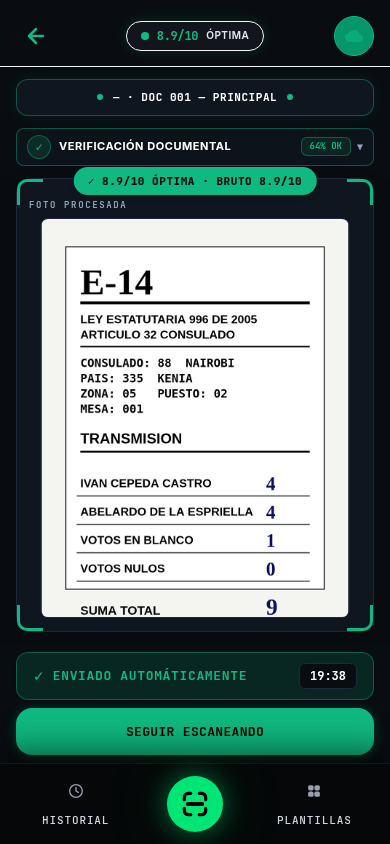 8.9/10 ÓPTIMA
— · DOC 001 — PRINCIPAL
✓ VERIFICACIÓN DOCUMENTAL 64% OK ▾
✓ 8.9/10 ÓPTIMA · BRUTO 8.9/10
FOTO PROCESADA
E-14
LEY ESTATUTARIA 996 DE 2005
ARTICULO 32 CONSULADO
CONSULADO: 88 NAIROBI
PAIS: 335 KENIA
ZONA: 05 PUESTO: 02
MESA: 001
TRANSMISION
IVAN CEPEDA CASTRO 4
ABELARDO DE LA ESPRIELLA 4
VOTOS EN BLANCO 1
VOTOS NULOS 0
SUMA TOTAL 9
✓ ENVIADO AUTOMÁTICAMENTE 19:38
SEGUIR ESCANEANDO
HISTORIAL PLANTILLAS